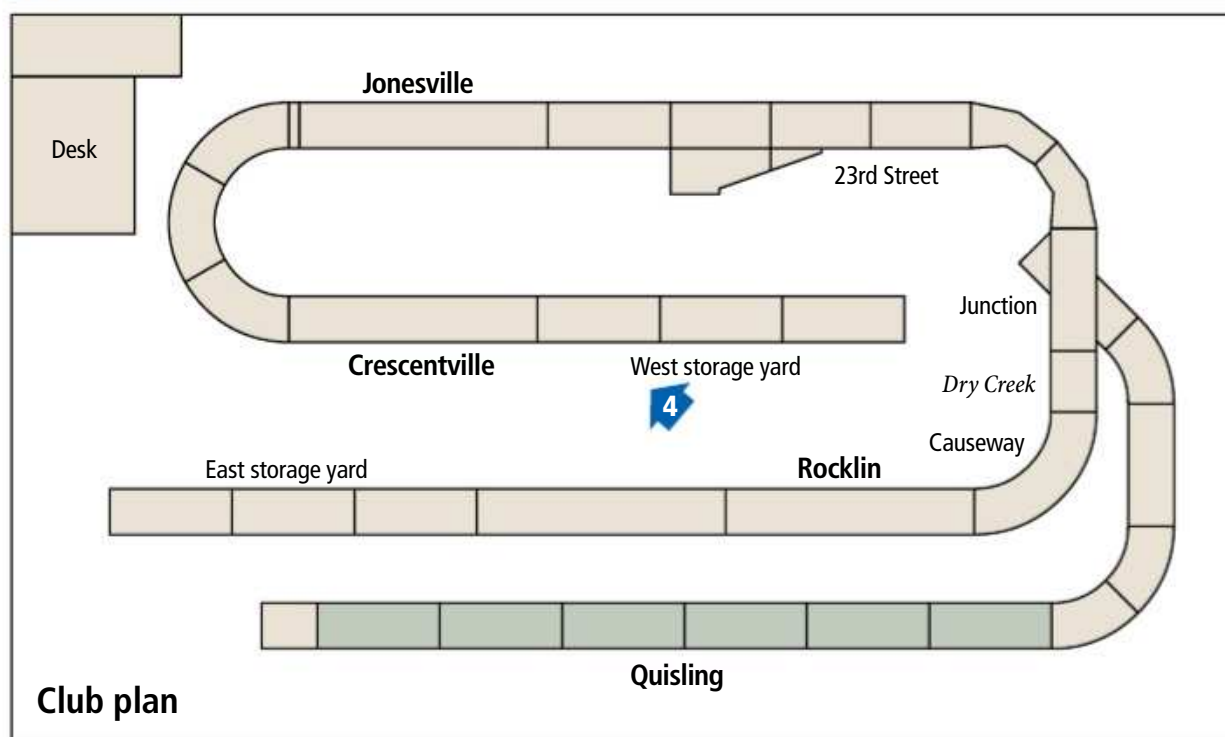 Jonesville
Desk
23rd Street
Junction
Crescentville
West storage yard
Dry Creek
4
Causeway
East storage yard
Rocklin
Quisling
Club plan